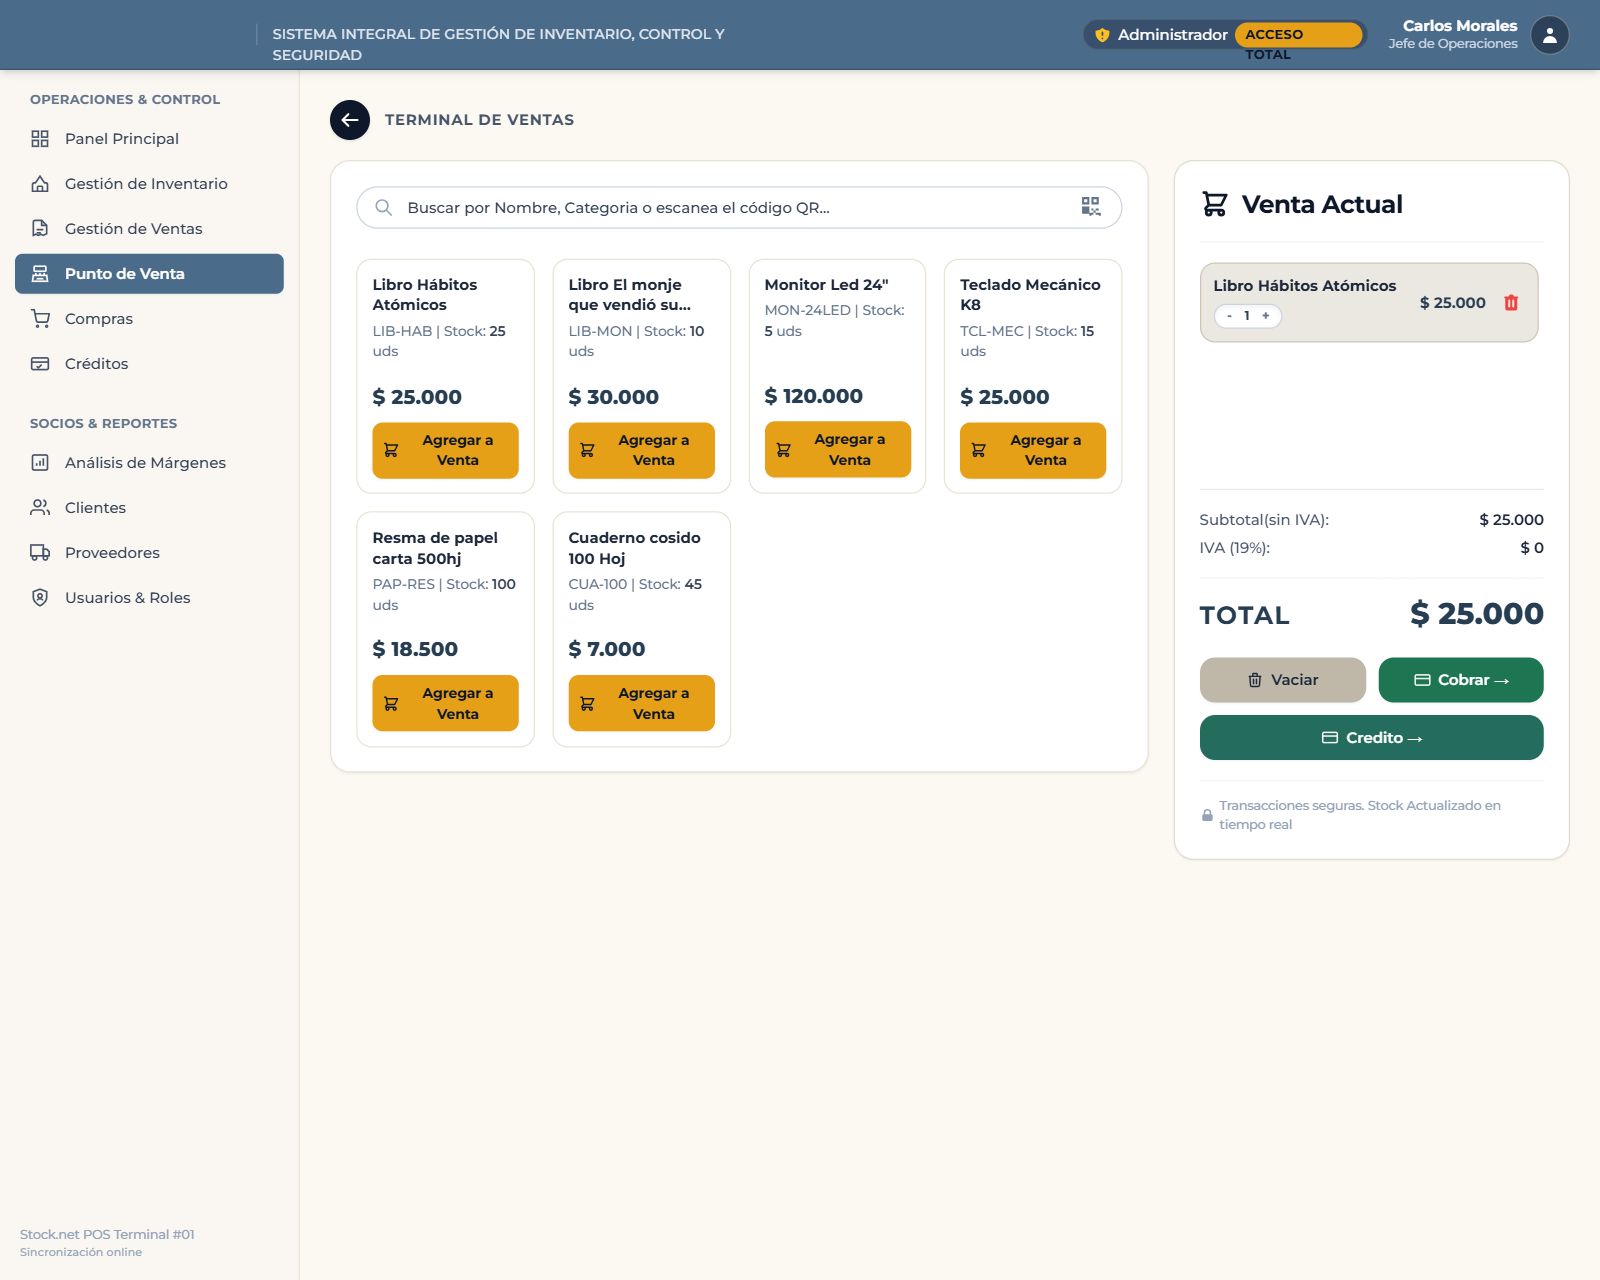 SISTEMA INTEGRAL DE GESTIÓN DE INVENTARIO, CONTROL Y
SEGURIDAD
Administrador
ACCESO
TOTAL
Carlos Morales
Jefe de Operaciones
OPERACIONES & CONTROL
Panel Principal
Gestión de Inventario
Gestión de Ventas
Punto de Venta
Compras
Créditos
SOCIOS & REPORTES
Análisis de Márgenes
Clientes
Proveedores
Usuarios & Roles
Stock.net POS Terminal #01
Sincronización online
TERMINAL DE VENTAS
Buscar por Nombre, Categoria o escanea el código QR...
Libro Hábitos
Atómicos
LIB-HAB | Stock: 25
uds
$ 25.000
Agregar a
Venta
Libro El monje
que vendió su...
LIB-MON | Stock: 10
uds
$ 30.000
Agregar a
Venta
Monitor Led 24"
MON-24LED | Stock:
5 uds
$ 120.000
Agregar a
Venta
Teclado Mecánico
K8
TCL-MEC | Stock: 15
uds
$ 25.000
Agregar a
Venta
Resma de papel
carta 500hj
PAP-RES | Stock: 100
uds
$ 18.500
Agregar a
Venta
Cuaderno cosido
100 Hoj
CUA-100 | Stock: 45
uds
$ 7.000
Agregar a
Venta
Venta Actual
Libro Hábitos Atómicos
- 1 +
$ 25.000
Subtotal(sin IVA): $ 25.000
IVA (19%): $ 0
TOTAL $ 25.000
Vaciar
Cobrar →
Credito →
Transacciones seguras. Stock Actualizado en
tiempo real